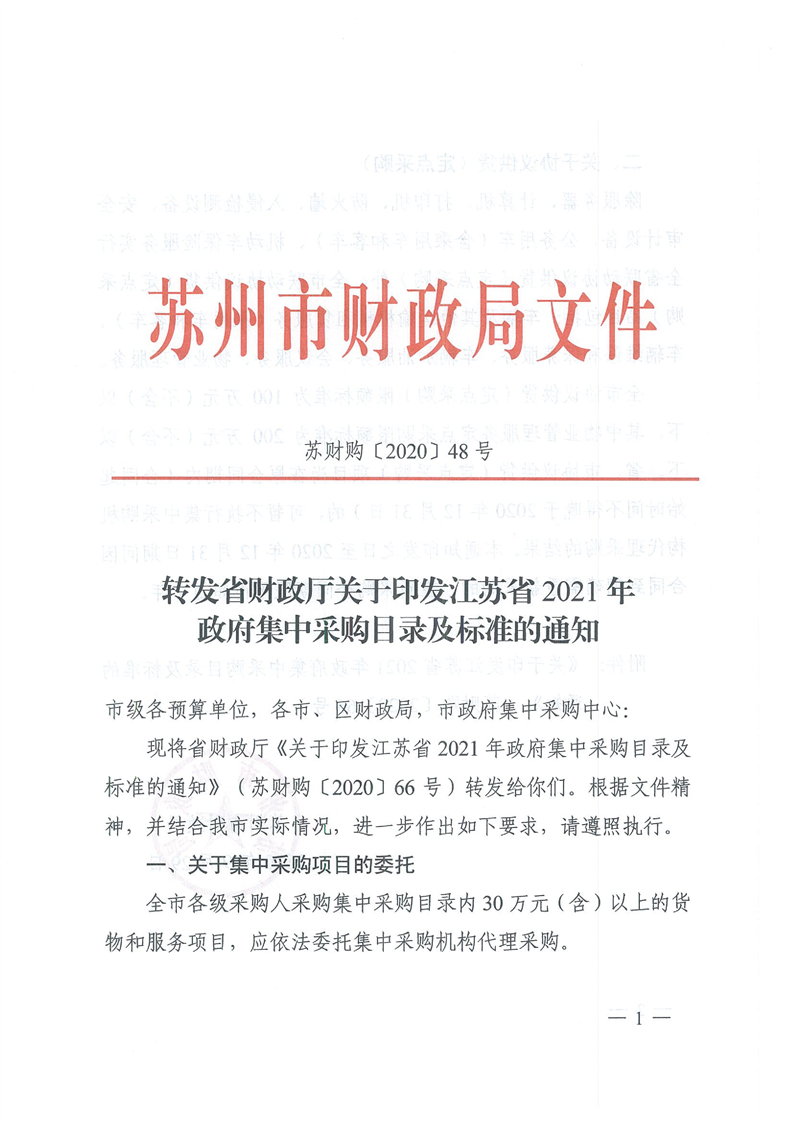 苏州市财政局文件
苏财购〔2020〕48 号
转发省财政厅关于印发江苏省 2021 年
政府集中采购目录及标准的通知
市级各预算单位，各市、区财政局，市政府集中采购中心：
现将省财政厅《关于印发江苏省 2021 年政府集中采购目录及
标准的通知》（苏财购〔2020〕66 号）转发给你们。根据文件精
神，并结合我市实际情况，进一步作出如下要求，请遵照执行。
一、关于集中采购项目的委托
全市各级采购人采购集中采购目录内 30 万元（含）以上的货
物和服务项目，应依法委托集中采购机构代理采购。
— 1 —